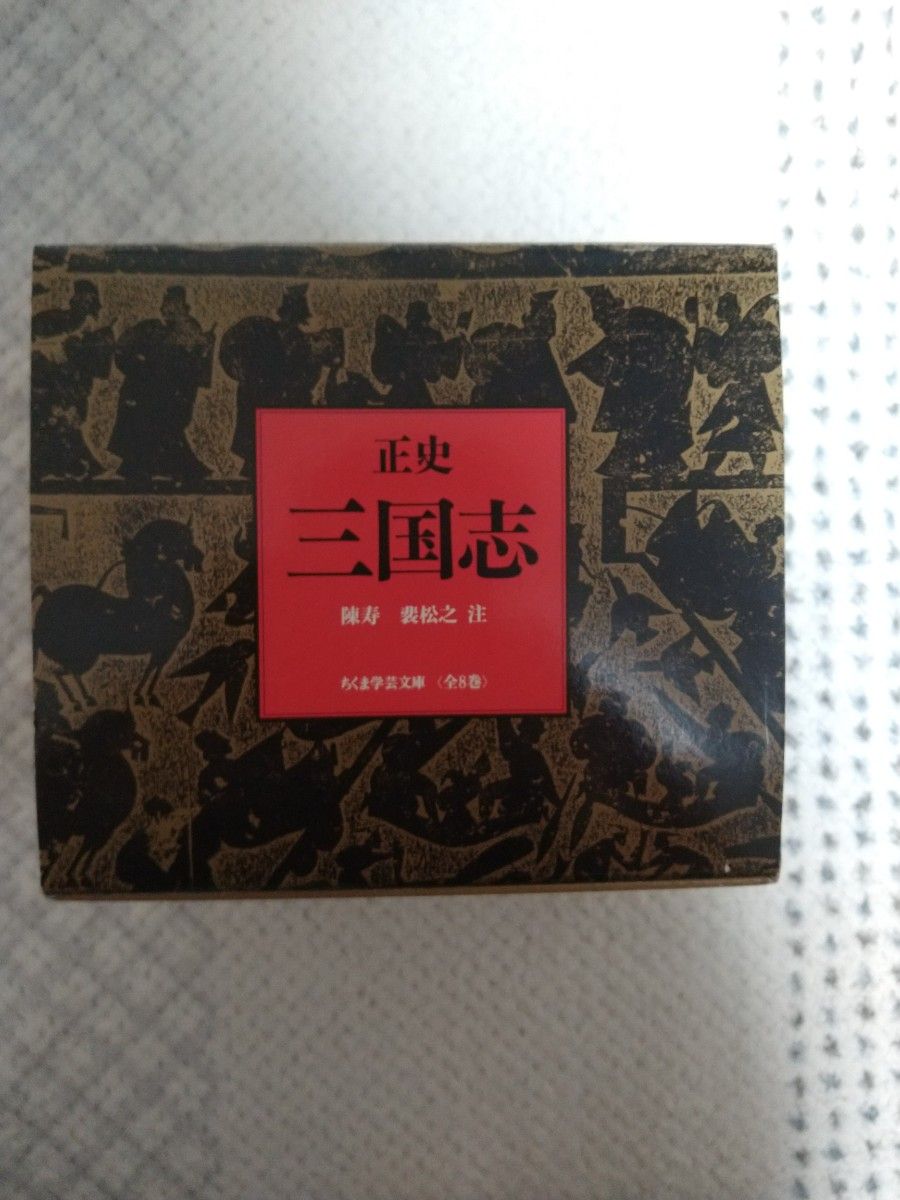 正史
三国志
陳寿　裴松之 注
ちくま学芸文庫〈全8巻〉